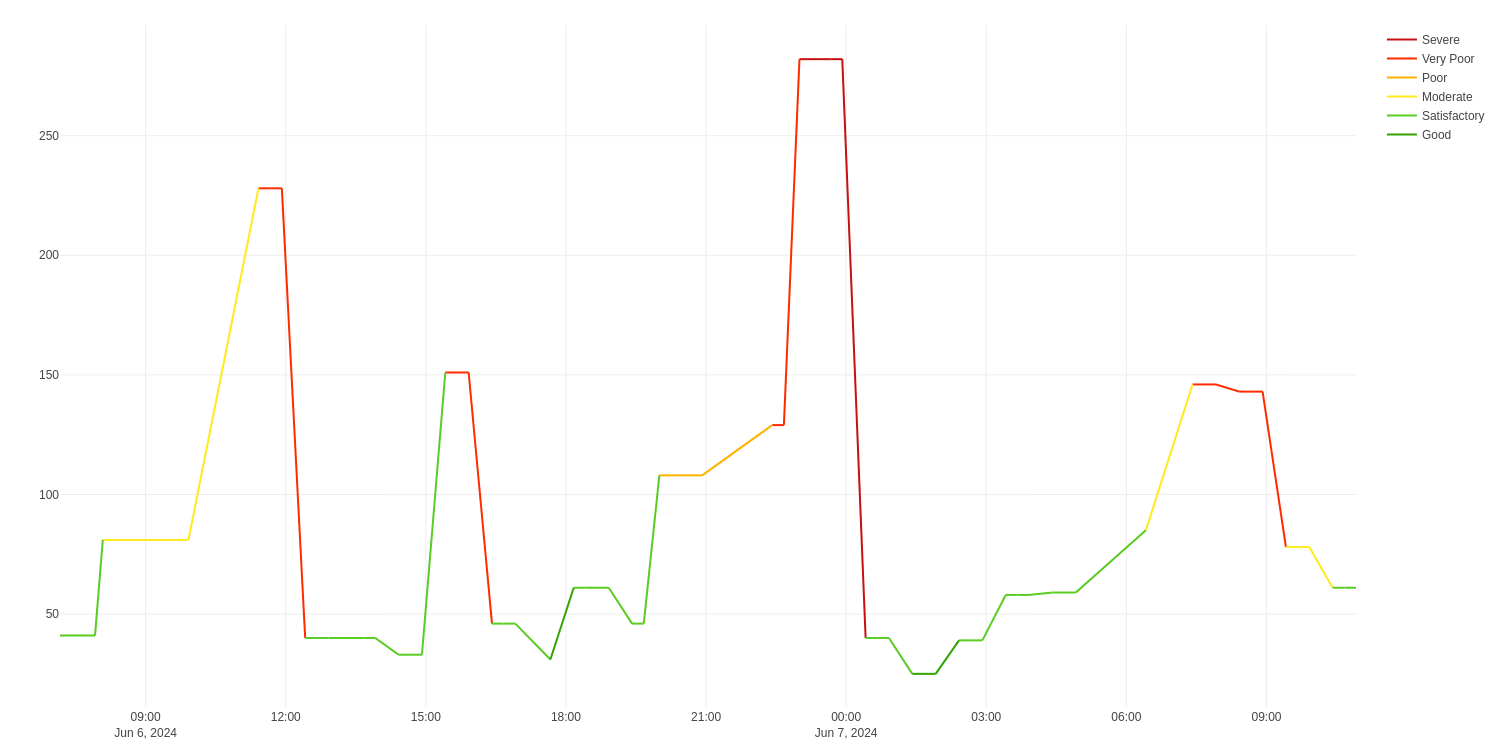 Severe
Very Poor
Poor
Moderate
Satisfactory
Good
250
200
150
100
50
09:00 12:00 15:00 18:00 21:00 00:00 03:00 06:00 09:00
Jun 6, 2024 Jun 7, 2024